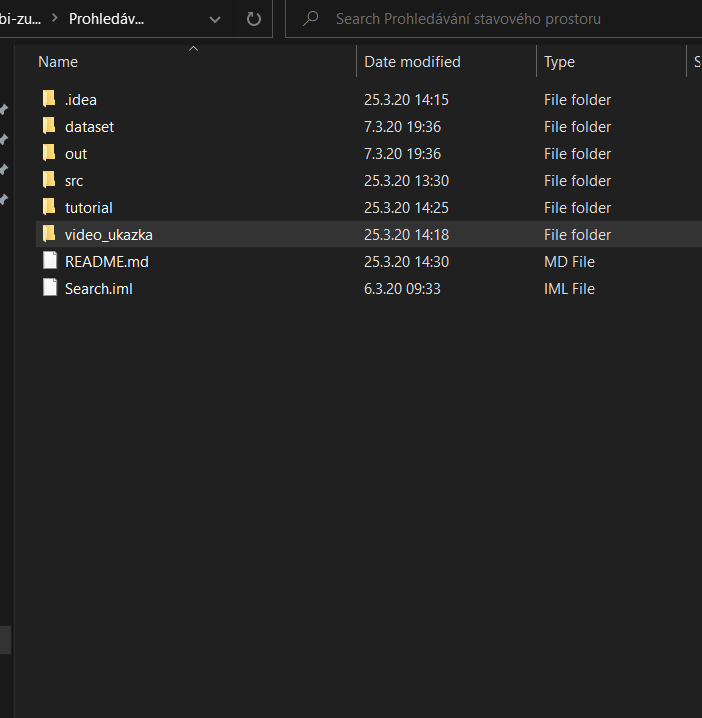 bi-zu... > Prohledáv...
Search Prohledávání stavového prostoru
Name Date modified Type S
.idea 25.3.20 14:15 File folder
dataset 7.3.20 19:36 File folder
out 7.3.20 19:36 File folder
src 25.3.20 13:30 File folder
tutorial 25.3.20 14:25 File folder
video_ukazka 25.3.20 14:18 File folder
README.md 25.3.20 14:30 MD File
Search.iml 6.3.20 09:33 IML File